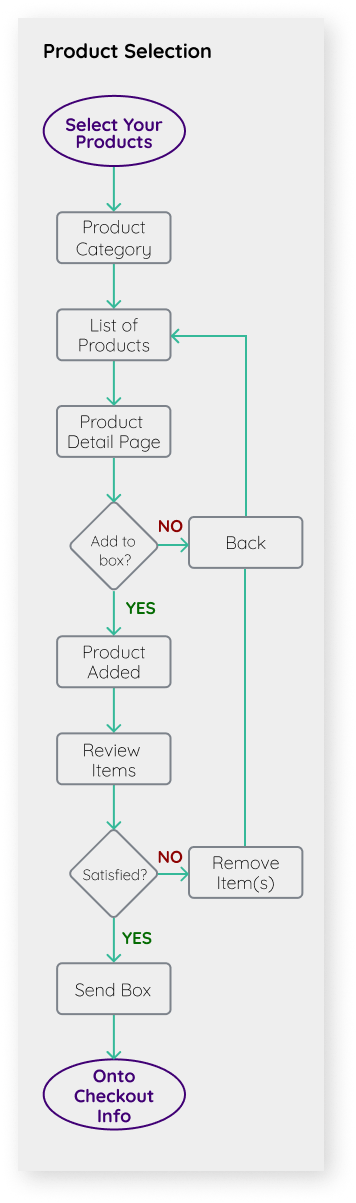 Product Selection
Select Your
Products
Product
Category
List of
Products
Product
Detail Page
Add to
box?
NO
Back
YES
Product
Added
Review
Items
Satisfied?
NO
Remove
Item(s)
YES
Send Box
Onto
Checkout
Info